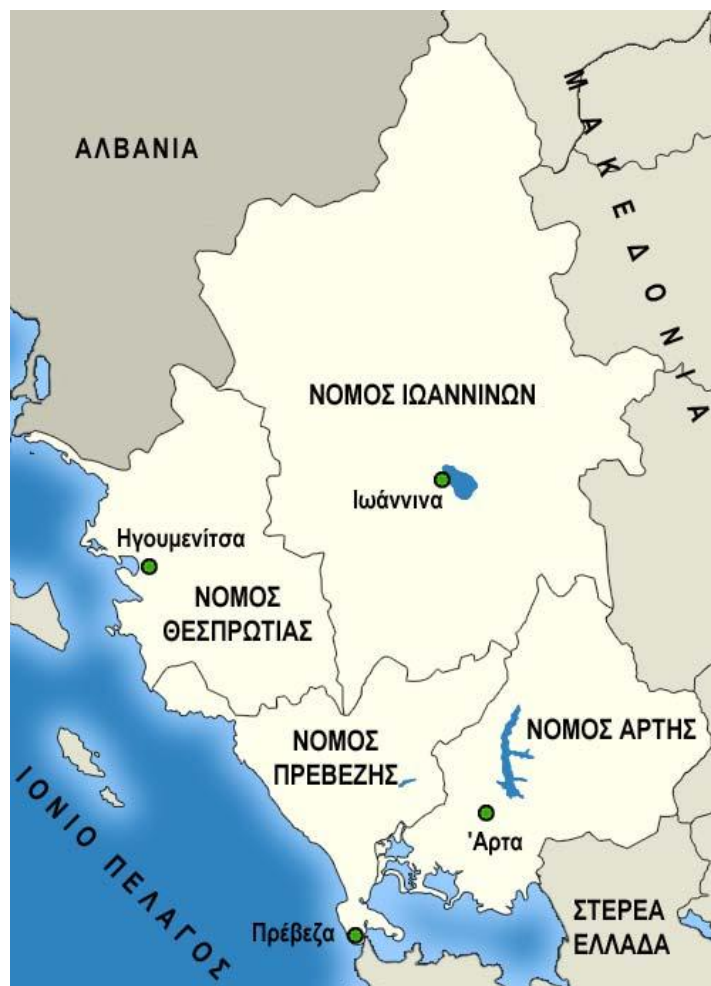 ΑΛΒΑΝΙΑ
ΜΑΚΕΔΟΝΙΑ
ΝΟΜΟΣ ΙΩΑΝΝΙΝΩΝ
Ιωάννινα
Ηγουμενίτσα
ΝΟΜΟΣ
ΘΕΣΠΡΩΤΙΑΣ
ΝΟΜΟΣ
ΠΡΕΒΕΖΗΣ
ΝΟΜΟΣ ΑΡΤΗΣ
'Αρτα
ΙΟΝΙΟ ΠΕΛΑΓΟΣ
Πρέβεζα
ΣΤΕΡΕΑ
ΕΛΛΑΔΑ